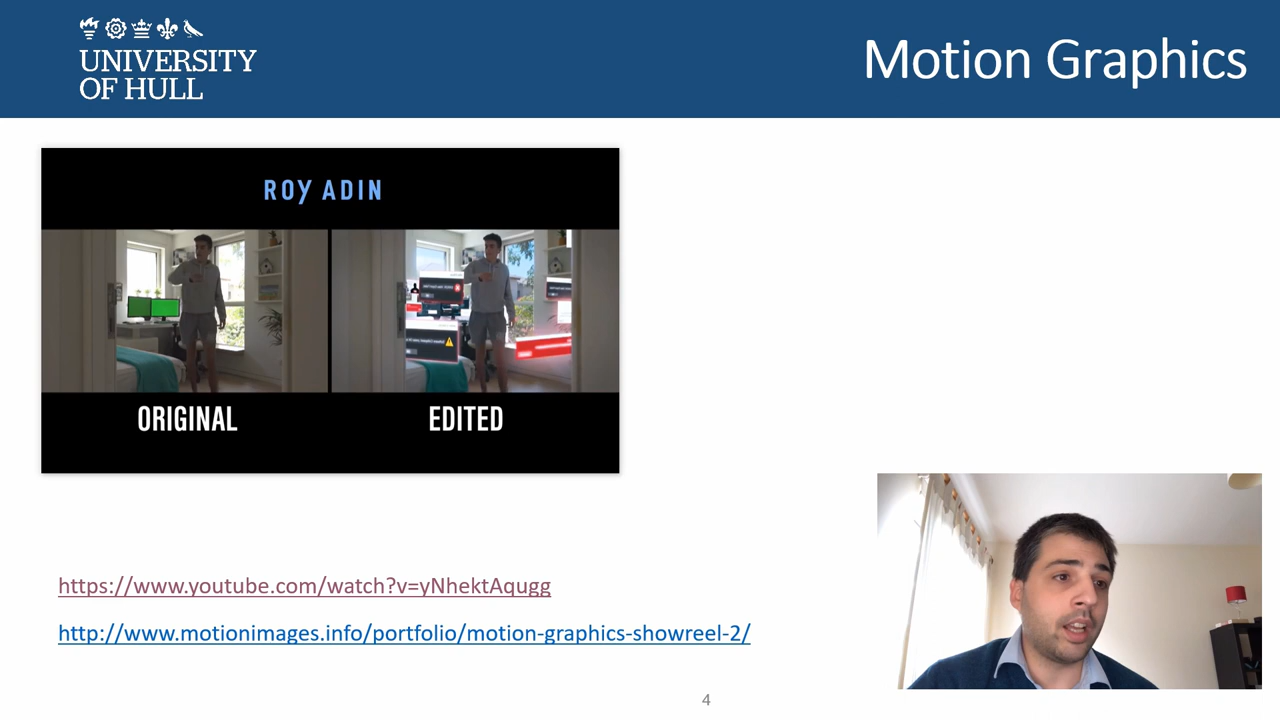 UNIVERSITY
OF HULL
Motion Graphics
ROY ADIN
ORIGINAL
EDITED
https://www.youtube.com/watch?v=yNhektAqugg
http://www.motionimages.info/portfolio/motion-graphics-showreel-2/
4